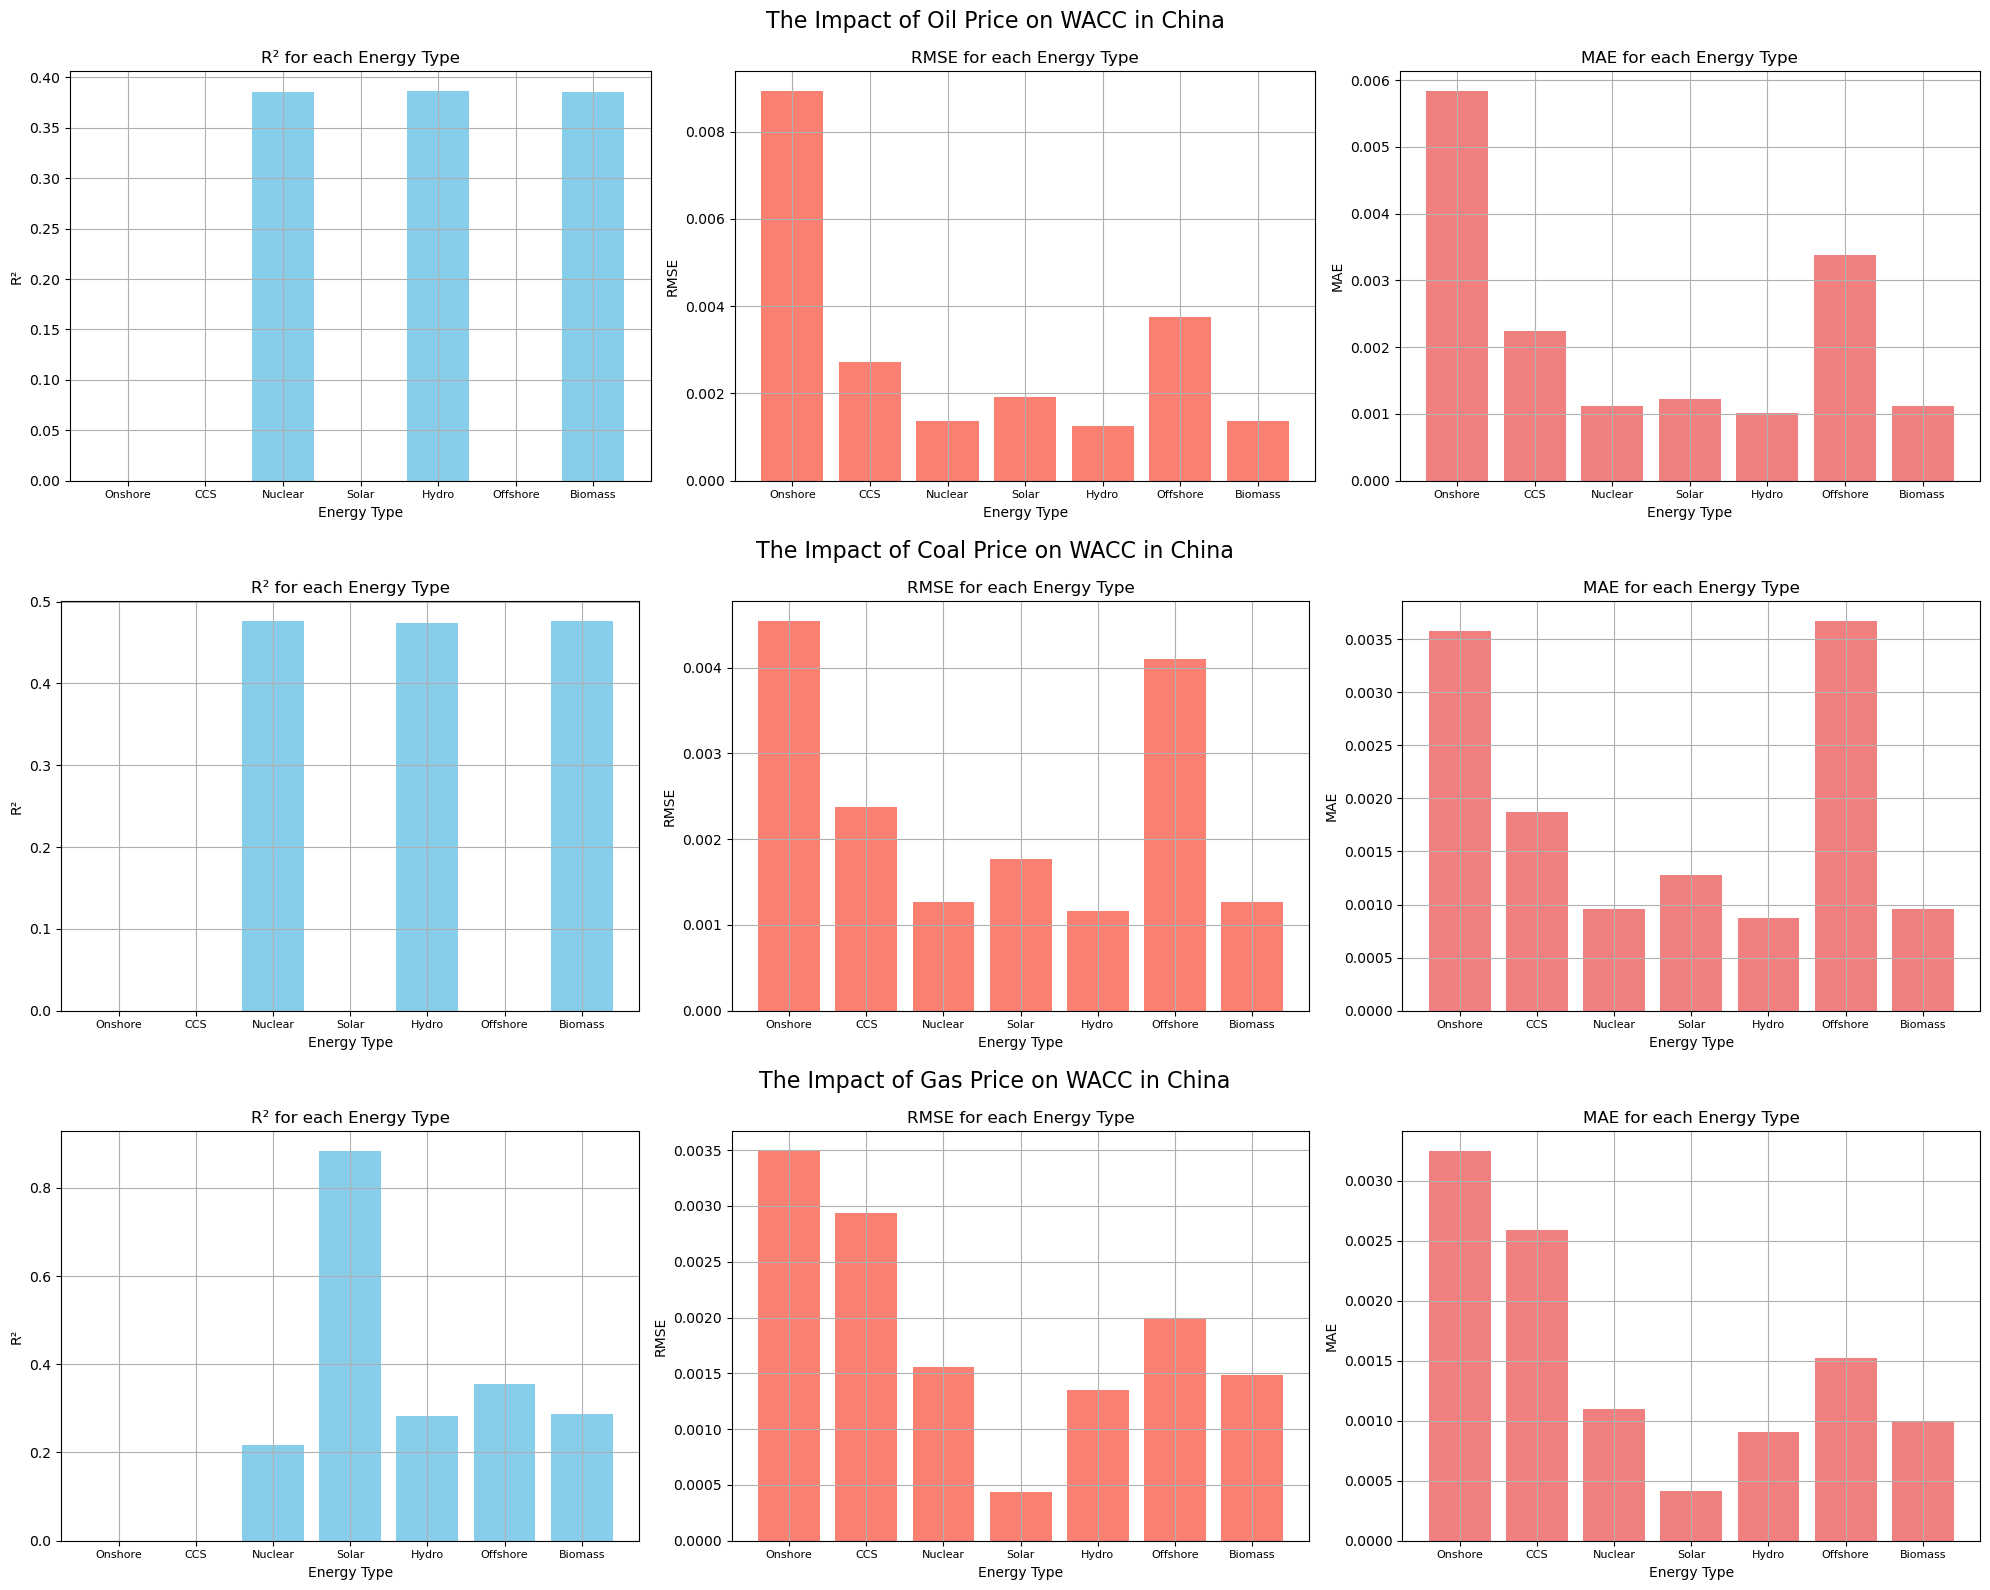 The Impact of Oil Price on WACC in China
R² for each Energy Type
0.40
0.35
0.30
0.25
0.20
0.15
0.10
0.05
0.00
R²
Onshore CCS Nuclear Solar Hydro Offshore Biomass
Energy Type
RMSE for each Energy Type
0.008
0.006
0.004
0.002
0.000
RMSE
Onshore CCS Nuclear Solar Hydro Offshore Biomass
Energy Type
MAE for each Energy Type
0.006
0.005
0.004
0.003
0.002
0.001
0.000
MAE
Onshore CCS Nuclear Solar Hydro Offshore Biomass
Energy Type
The Impact of Coal Price on WACC in China
R² for each Energy Type
0.5
0.4
0.3
0.2
0.1
0.0
R²
Onshore CCS Nuclear Solar Hydro Offshore Biomass
Energy Type
RMSE for each Energy Type
0.004
0.003
0.002
0.001
0.000
RMSE
Onshore CCS Nuclear Solar Hydro Offshore Biomass
Energy Type
MAE for each Energy Type
0.0035
0.0030
0.0025
0.0020
0.0015
0.0010
0.0005
0.0000
MAE
Onshore CCS Nuclear Solar Hydro Offshore Biomass
Energy Type
The Impact of Gas Price on WACC in China
R² for each Energy Type
0.8
0.6
0.4
0.2
0.0
R²
Onshore CCS Nuclear Solar Hydro Offshore Biomass
Energy Type
RMSE for each Energy Type
0.0035
0.0030
0.0025
0.0020
0.0015
0.0010
0.0005
0.0000
RMSE
Onshore CCS Nuclear Solar Hydro Offshore Biomass
Energy Type
MAE for each Energy Type
0.0030
0.0025
0.0020
0.0015
0.0010
0.0005
0.0000
MAE
Onshore CCS Nuclear Solar Hydro Offshore Biomass
Energy Type